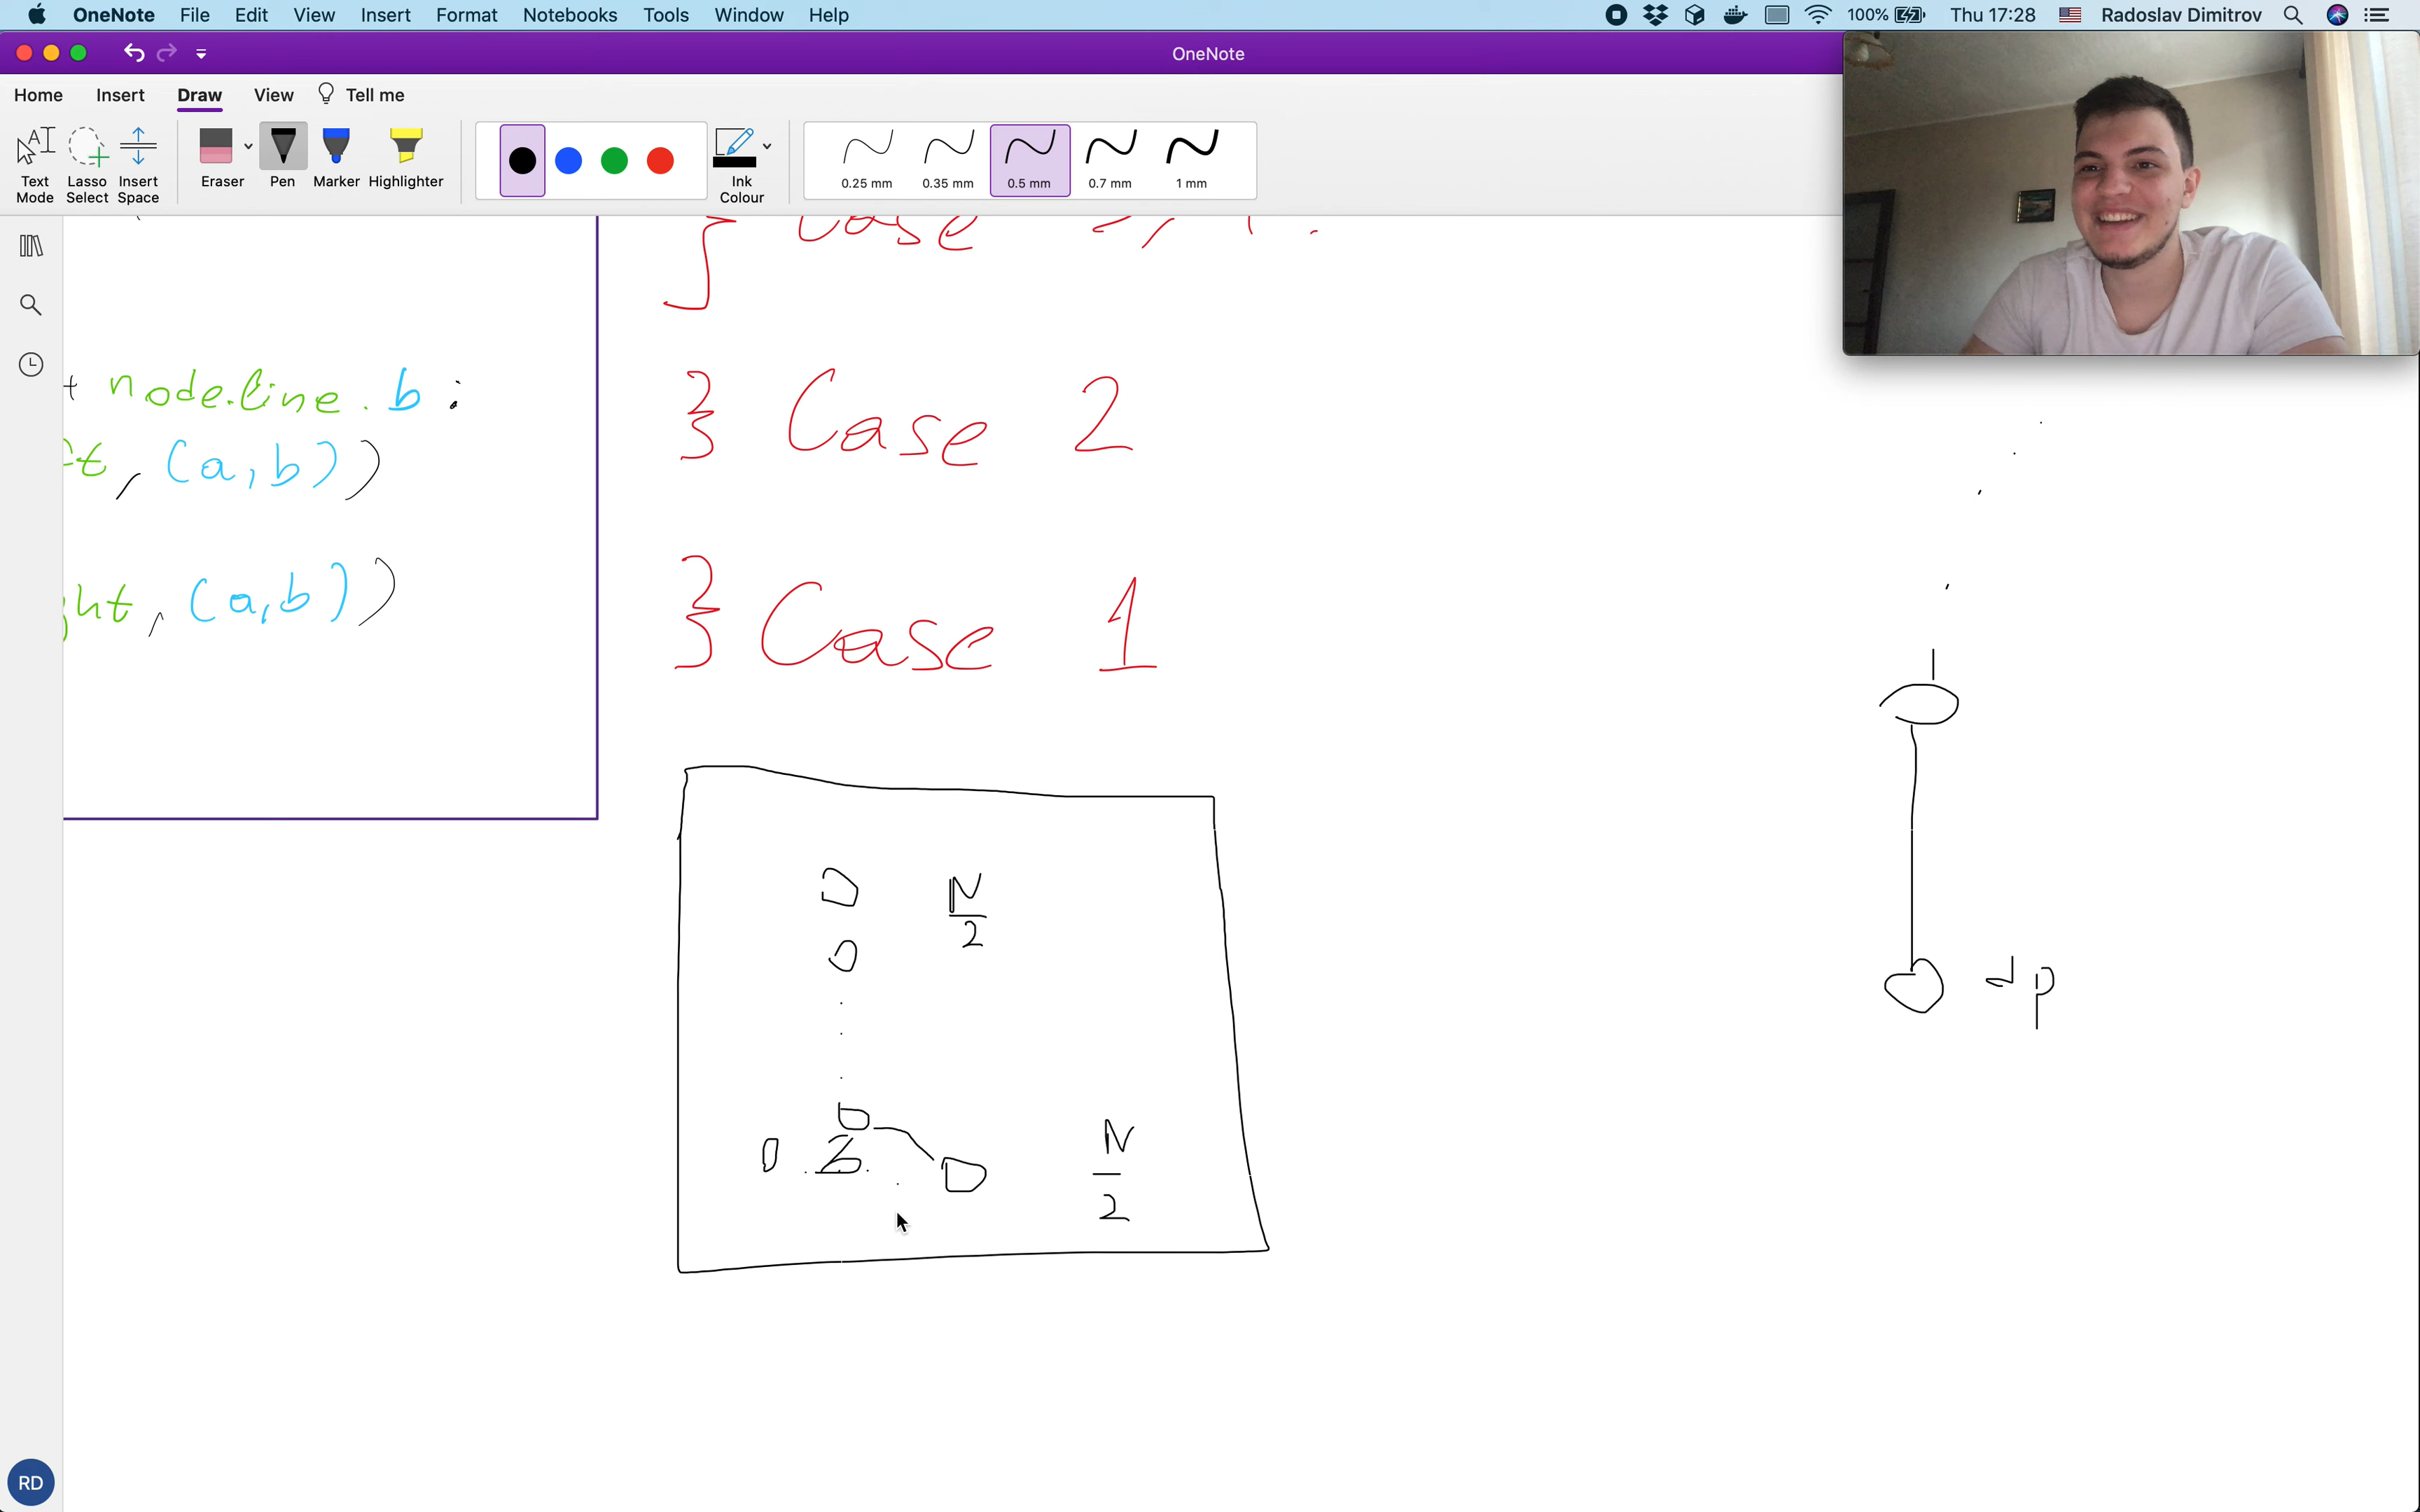 OneNote File Edit View Insert Format Notebooks Tools Window Help 100% Thu 17:28 Radoslav Dimitrov
OneNote
Home Insert Draw View Tell me
Text Mode
Lasso Select
Insert Space
Eraser
Pen
Marker
Highlighter
Ink Colour
0.25 mm
0.35 mm
0.5 mm
0.7 mm
1 mm
Case
+ node.line.b ;
Case 2
, (a,b))
ht, (a,b))
Case 1
N
2
dp
N
2
RD